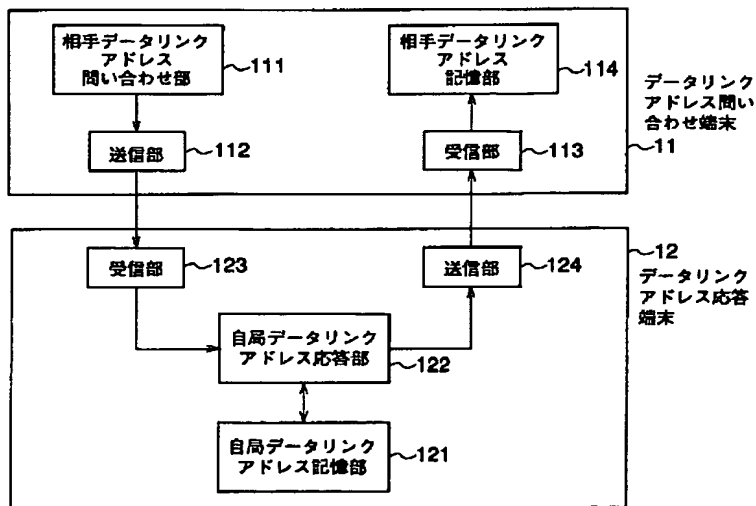 相手データリンク
アドレス
問い合わせ部
111
相手データリンク
アドレス
記憶部
114
データリンク
アドレス問い
合わせ端末
11
送信部
112
受信部
113
受信部
123
送信部
124
12
データリンク
アドレス応答
端末
自局データリンク
アドレス応答部
122
自局データリンク
アドレス記憶部
121